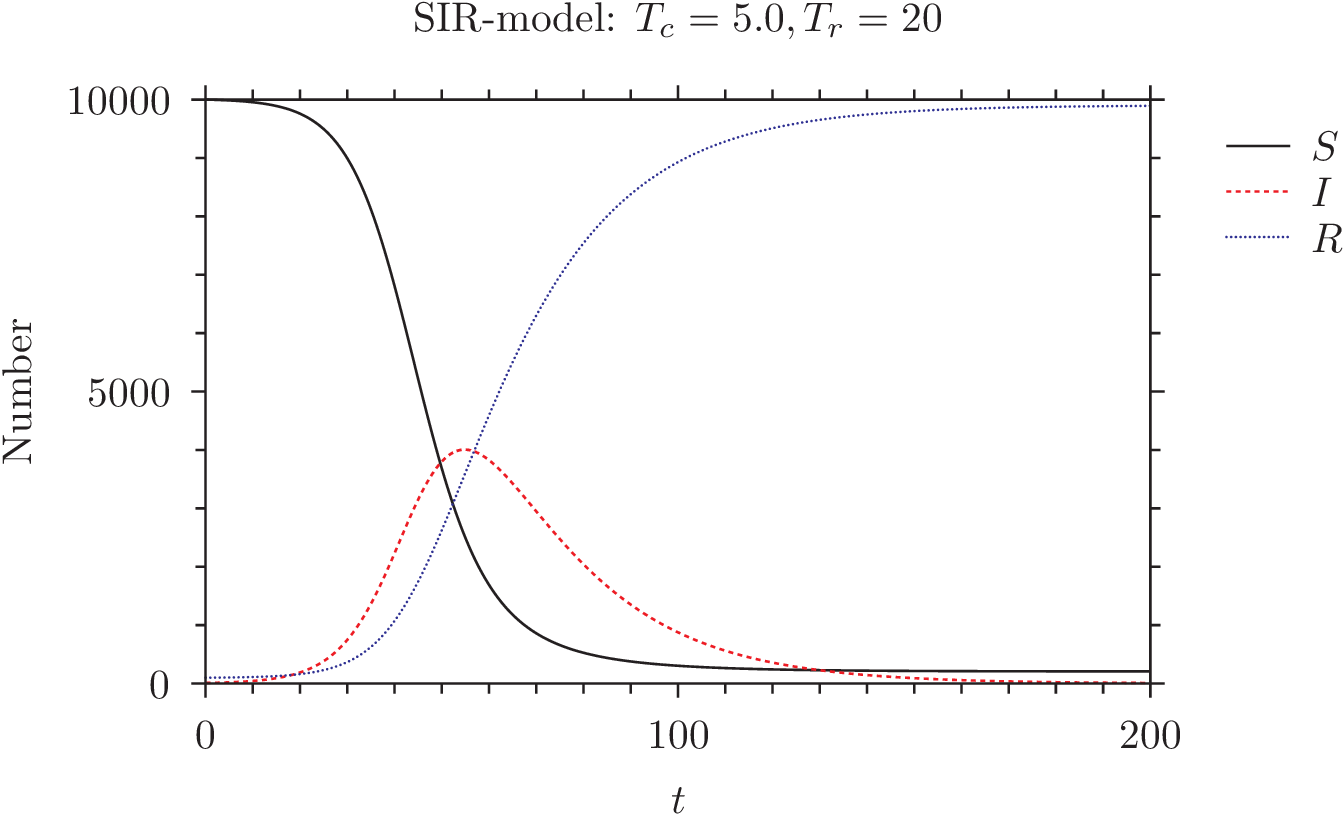 SIR-model: T_c = 5.0, T_r = 20
10000
5000
0
Number
0 100 200
t
S
I
R